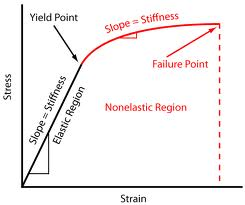 Yield Point
Slope = Stiffness
Failure Point
Slope = Stiffness
Elastic Region
Nonelastic Region
Stress
Strain